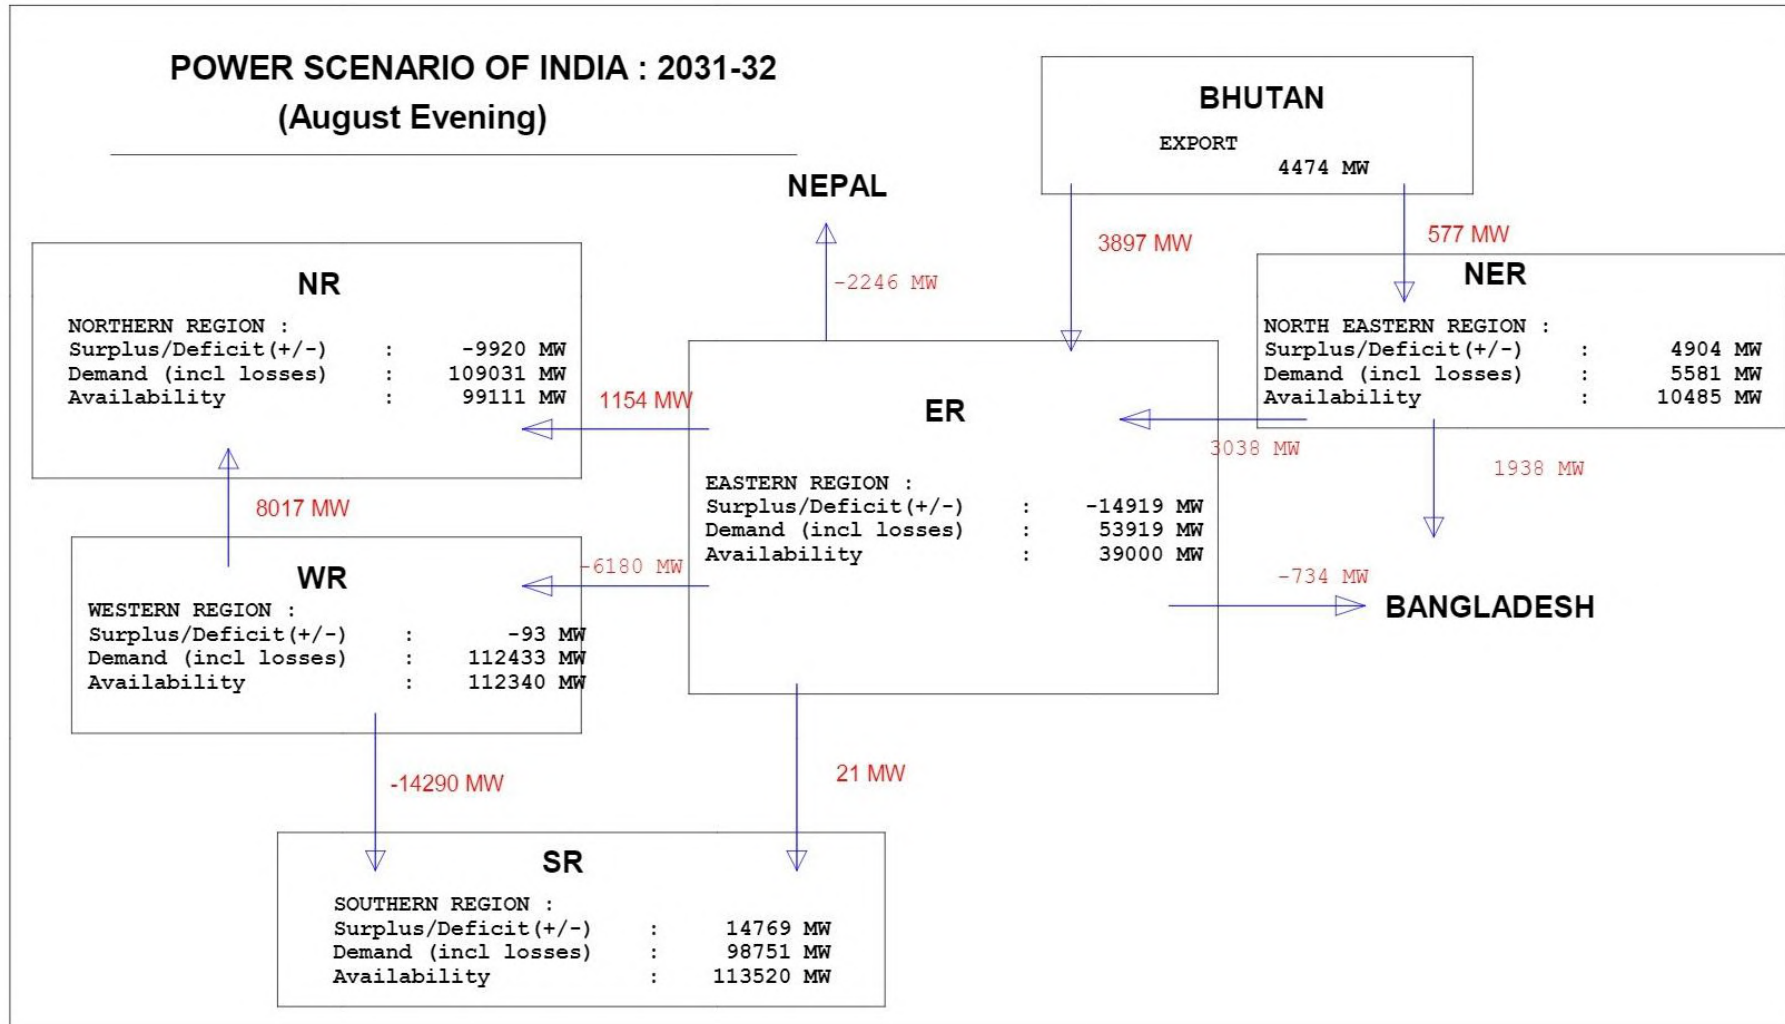 POWER SCENARIO OF INDIA : 2031-32
(August Evening)
BHUTAN
EXPORT
4474 MW
NEPAL
3897 MW
577 MW
-2246 MW
NR
NORTHERN REGION :
Surplus/Deficit(+/-) : -9920 MW
Demand (incl losses) : 109031 MW
Availability : 99111 MW
NER
NORTH EASTERN REGION :
Surplus/Deficit(+/-) : 4904 MW
Demand (incl losses) : 5581 MW
Availability : 10485 MW
1154 MW
3038 MW
1938 MW
ER
EASTERN REGION :
Surplus/Deficit(+/-) : -14919 MW
Demand (incl losses) : 53919 MW
Availability : 39000 MW
8017 MW
-6180 MW
-734 MW
BANGLADESH
WR
WESTERN REGION :
Surplus/Deficit(+/-) : -93 MW
Demand (incl losses) : 112433 MW
Availability : 112340 MW
-14290 MW
21 MW
SR
SOUTHERN REGION :
Surplus/Deficit(+/-) : 14769 MW
Demand (incl losses) : 98751 MW
Availability : 113520 MW